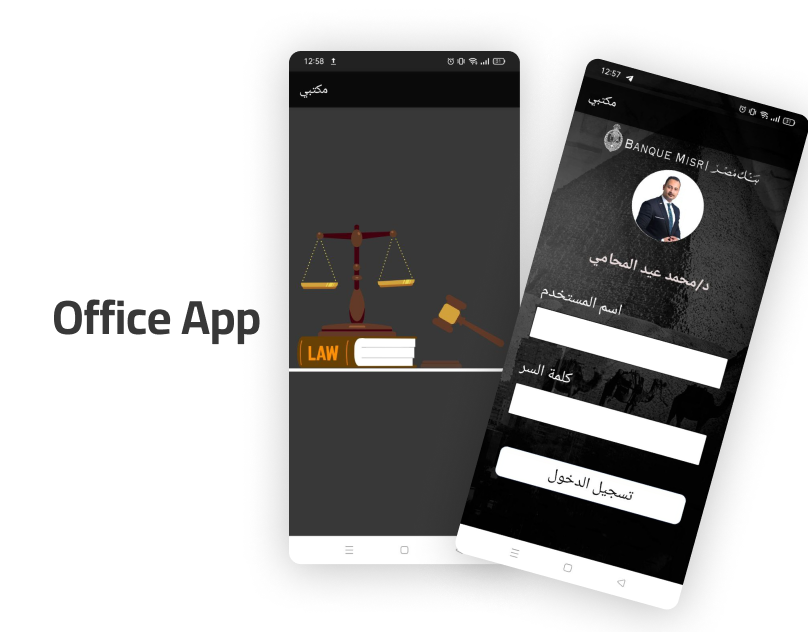 Office App
12:58
مكتبي
LAW
12:57
مكتبي
BANQUE MISR بنك مصر
د/محمد عيد المحامي
اسم المستخدم
كلمة السر
تسجيل الدخول